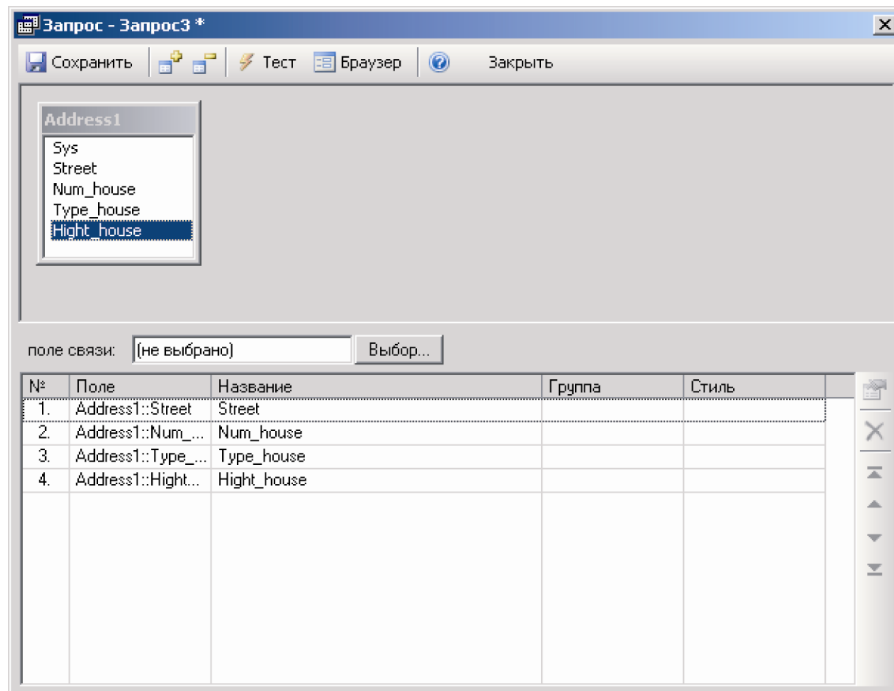 Запрос - Запрос3 *
Сохранить Тест Браузер Закрыть
Address1
Sys
Street
Num_house
Type_house
Hight_house
поле связи: (не выбрано) Выбор...
№ Поле Название Группа Стиль
1. Address1::Street Street
2. Address1::Num_... Num_house
3. Address1::Type_... Type_house
4. Address1::Hight... Hight_house